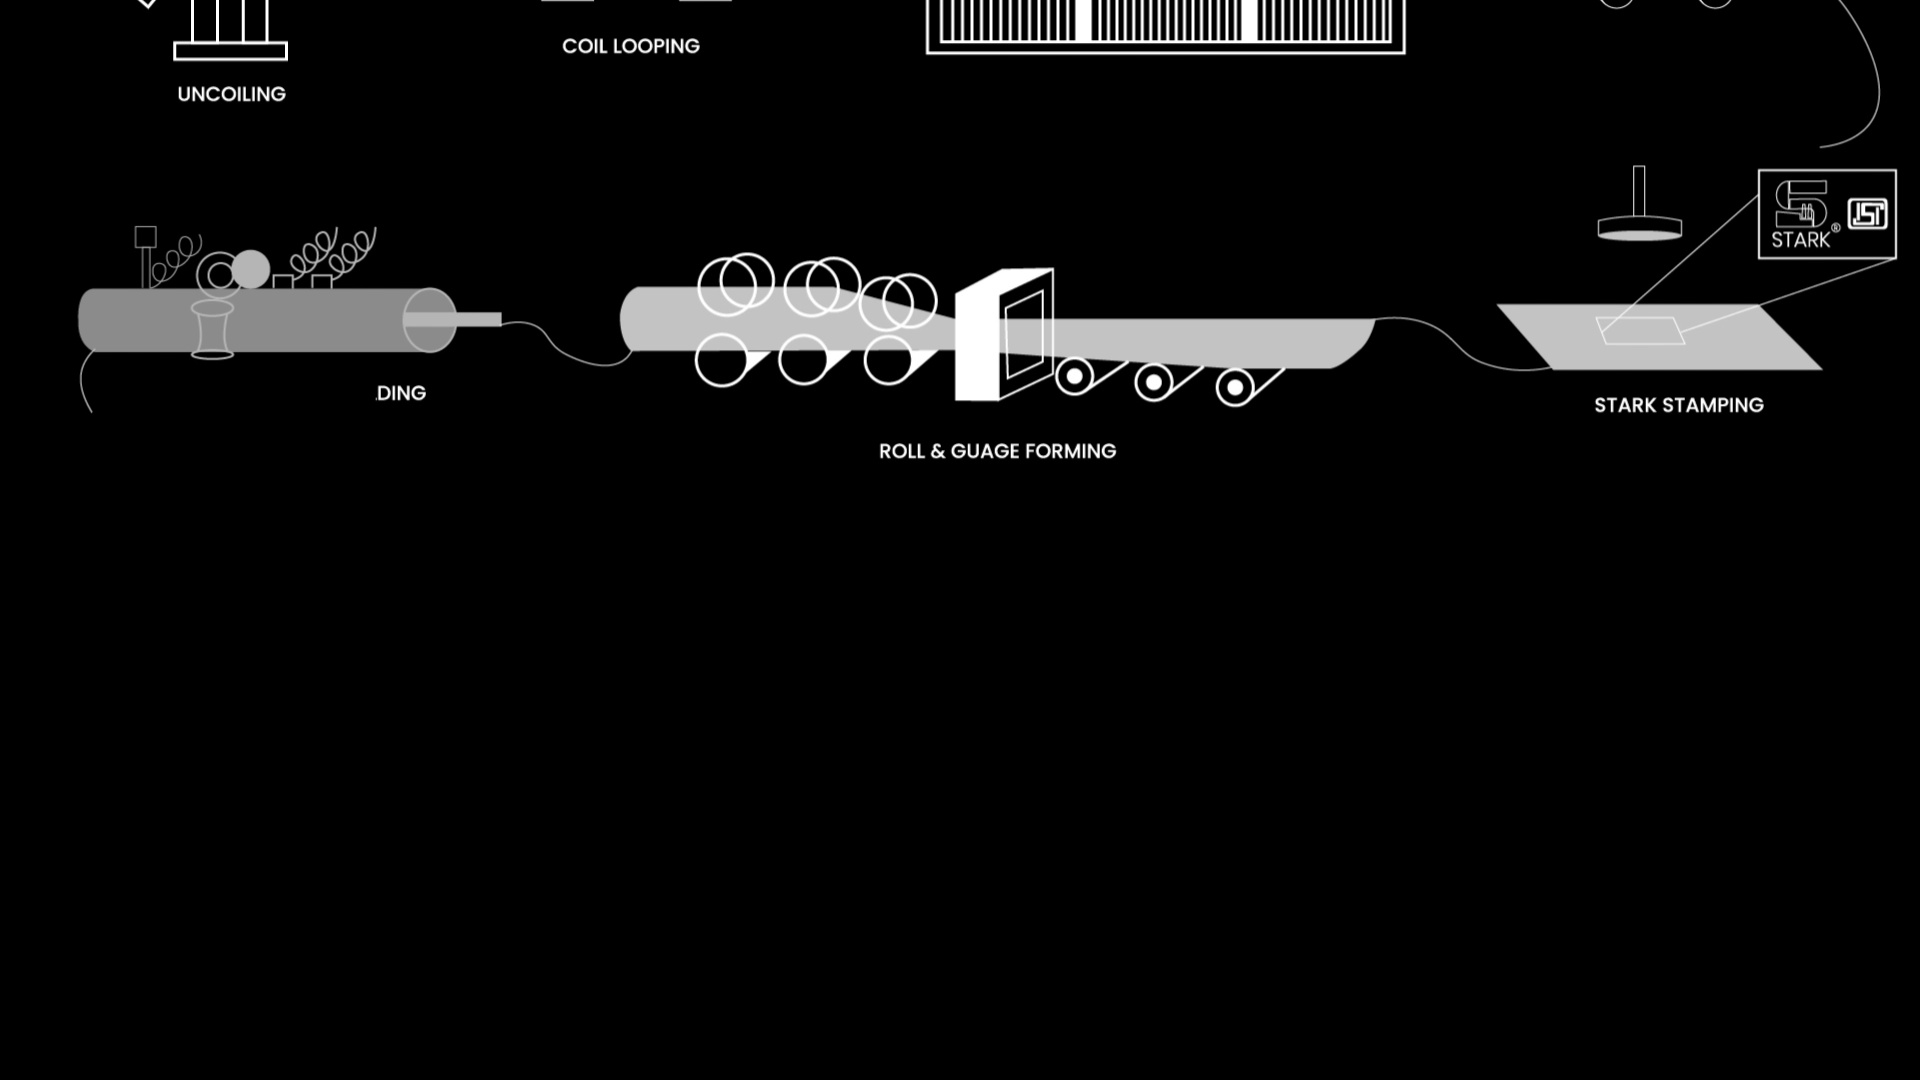 COIL LOOPING
UNCOILING
STARK®
DING
STARK STAMPING
ROLL & GUAGE FORMING